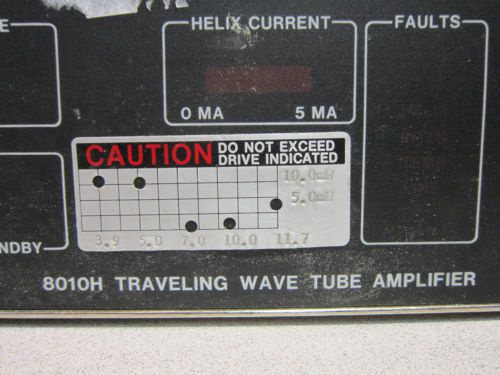 HELIX CURRENT
FAULTS
0 MA 5 MA
CAUTION DO NOT EXCEED
DRIVE INDICATED
10.0mW
5.0mW
3.9 5.0 7.0 10.0 11.7
NDBY
8010H TRAVELING WAVE TUBE AMPLIFIER